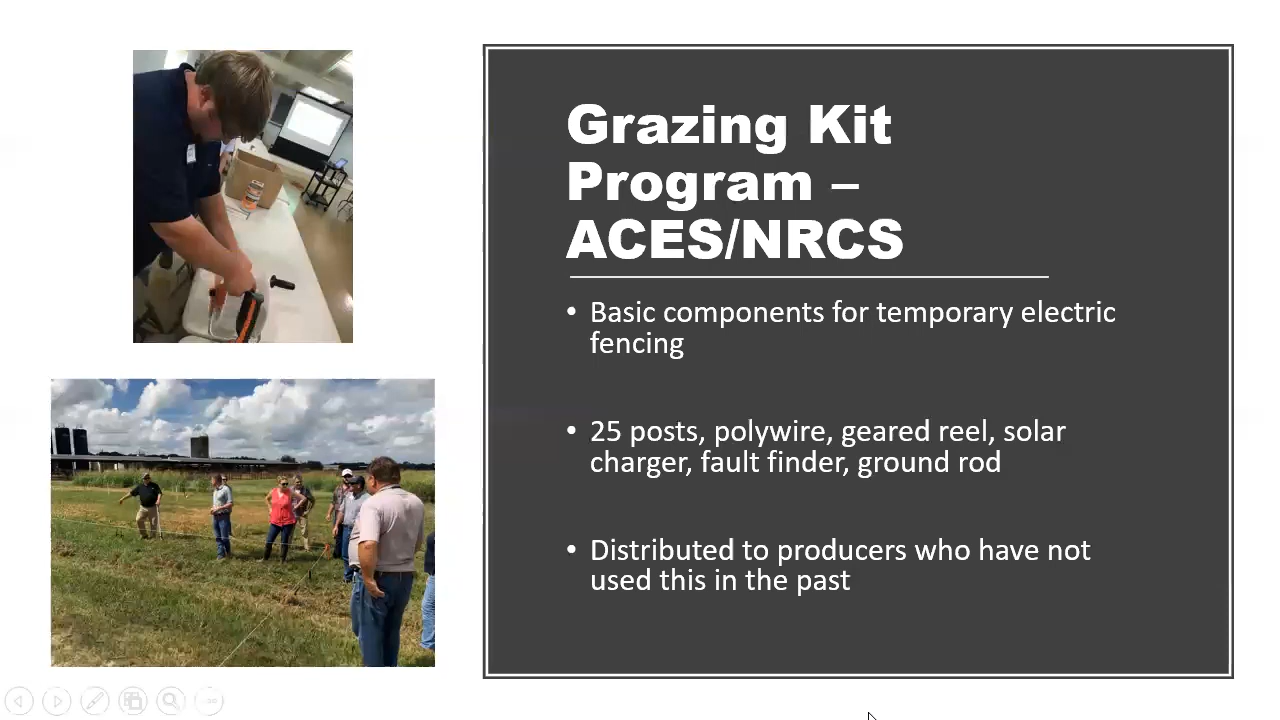 Grazing Kit
Program –
ACES/NRCS
• Basic components for temporary electric
fencing
• 25 posts, polywire, geared reel, solar
charger, fault finder, ground rod
• Distributed to producers who have not
used this in the past